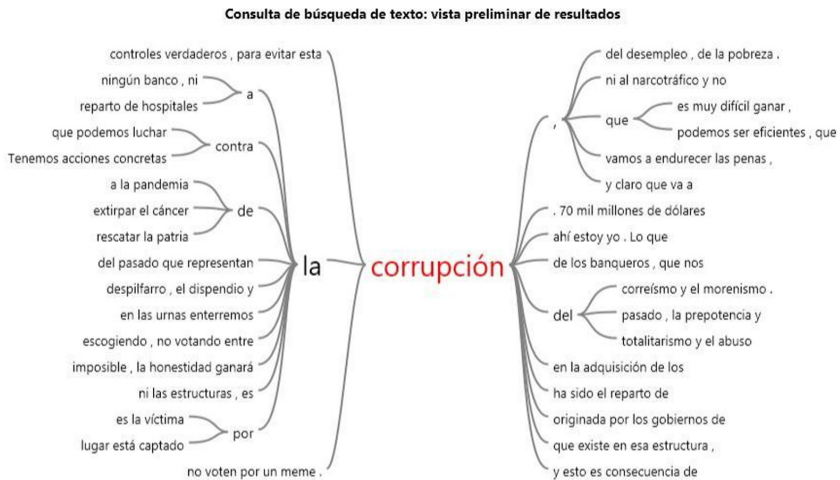 Consulta de búsqueda de texto: vista preliminar de resultados
controles verdaderos , para evitar esta
ningún banco , ni
reparto de hospitales
a
que podemos luchar
Tenemos acciones concretas
contra
a la pandemia
extirpar el cáncer
rescatar la patria
de
del pasado que representan
despilfarro , el dispendio y
en las urnas enterremos
escogiendo , no votando entre
imposible , la honestidad ganará
ni las estructuras , es
es la víctima
lugar está captado
por
no voten por un meme .
la
corrupción
,
del desempleo , de la pobreza .
ni al narcotráfico y no
que
es muy difícil ganar ,
podemos ser eficientes , que
vamos a endurecer las penas ,
y claro que va a
. 70 mil millones de dólares
ahí estoy yo . Lo que
de los banqueros , que nos
del
correísmo y el morenismo .
pasado , la prepotencia y
totalitarismo y el abuso
en la adquisición de los
ha sido el reparto de
originada por los gobiernos de
que existe en esa estructura ,
y esto es consecuencia de